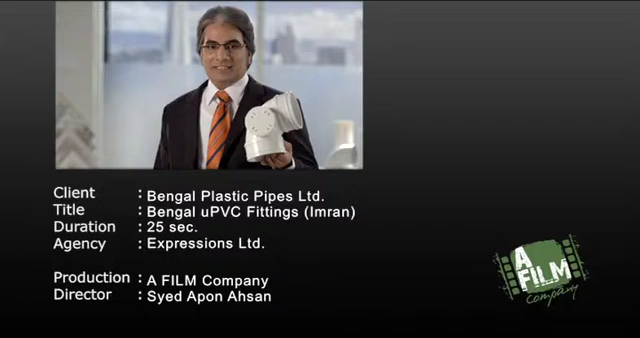 Client : Bengal Plastic Pipes Ltd.
Title : Bengal uPVC Fittings (Imran)
Duration : 25 sec.
Agency : Expressions Ltd.
Production : A FILM Company
Director : Syed Apon Ahsan
A
FILM
company